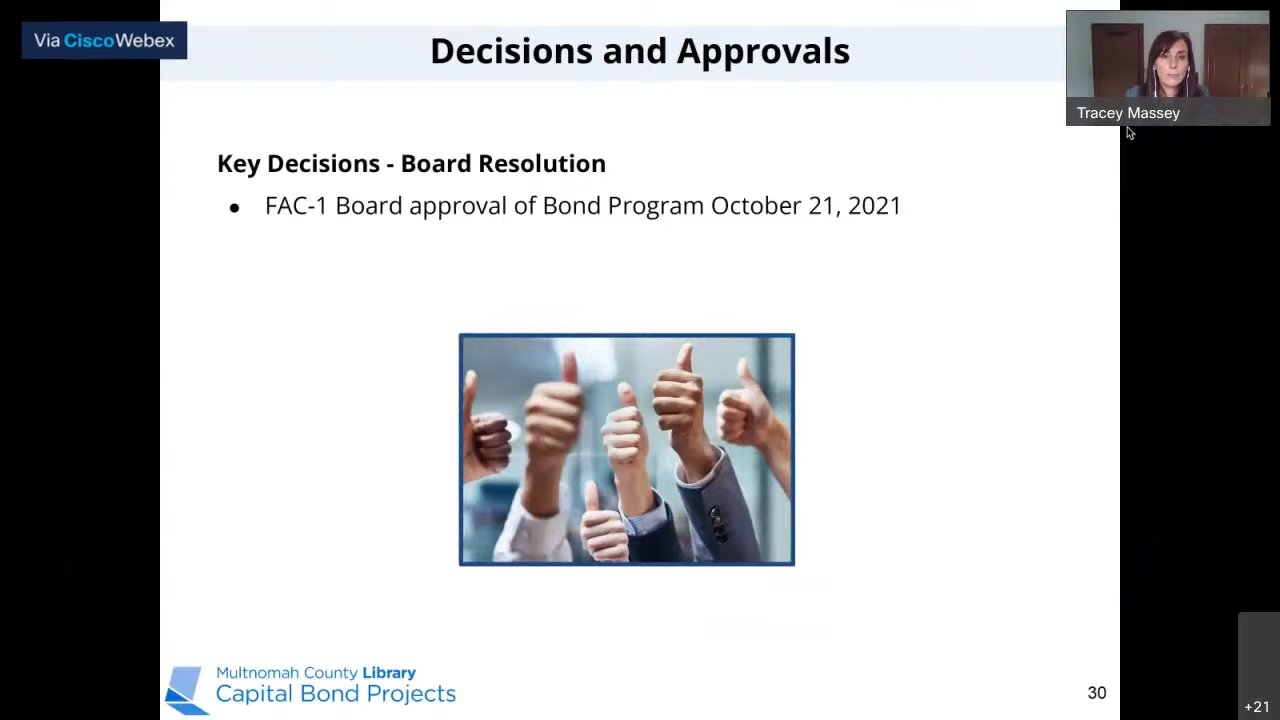 Via CiscoWebex
Decisions and Approvals
Tracey Massey
Key Decisions - Board Resolution
● FAC-1 Board approval of Bond Program October 21, 2021
Multnomah County Library
Capital Bond Projects
30
+21